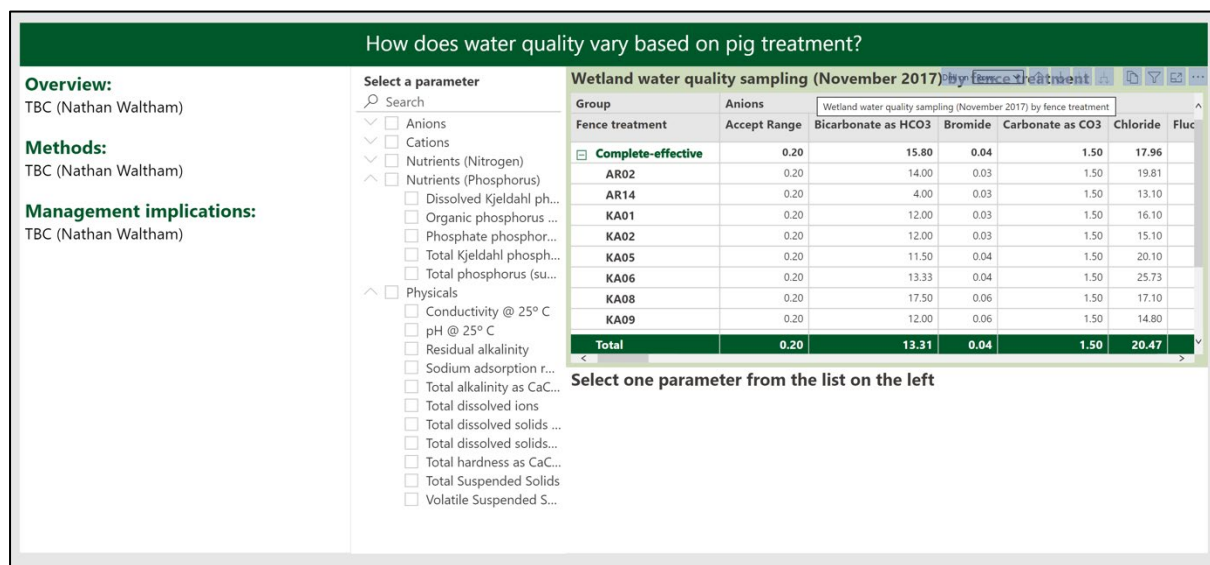 How does water quality vary based on pig treatment?
Overview:
TBC (Nathan Waltham)
Methods:
TBC (Nathan Waltham)
Management implications:
TBC (Nathan Waltham)
Select a parameter
Search
Anions
Cations
Nutrients (Nitrogen)
Nutrients (Phosphorus)
Dissolved Kjeldahl ph...
Organic phosphorus ...
Phosphate phosphor...
Total Kjeldahl phosph...
Total phosphorus (su...
Physicals
Conductivity @ 25º C
pH @ 25º C
Residual alkalinity
Sodium adsorption r...
Total alkalinity as CaC...
Total dissolved ions
Total dissolved solids ...
Total dissolved solids...
Total hardness as CaC...
Total Suspended Solids
Volatile Suspended S...
Wetland water quality sampling (November 2017) by fence treatment
Group Anions
Wetland water quality sampling (November 2017) by fence treatment
Fence treatment Accept Range Bicarbonate as HCO3 Bromide Carbonate as CO3 Chloride Fluo
Complete-effective 0.20 15.80 0.04 1.50 17.96
AR02 0.20 14.00 0.03 1.50 19.81
AR14 0.20 4.00 0.03 1.50 13.10
KA01 0.20 12.00 0.03 1.50 16.10
KA02 0.20 12.00 0.03 1.50 15.10
KA05 0.20 11.50 0.04 1.50 20.10
KA06 0.20 13.33 0.04 1.50 25.73
KA08 0.20 17.50 0.06 1.50 17.10
KA09 0.20 12.00 0.06 1.50 14.80
Total 0.20 13.31 0.04 1.50 20.47
Select one parameter from the list on the left